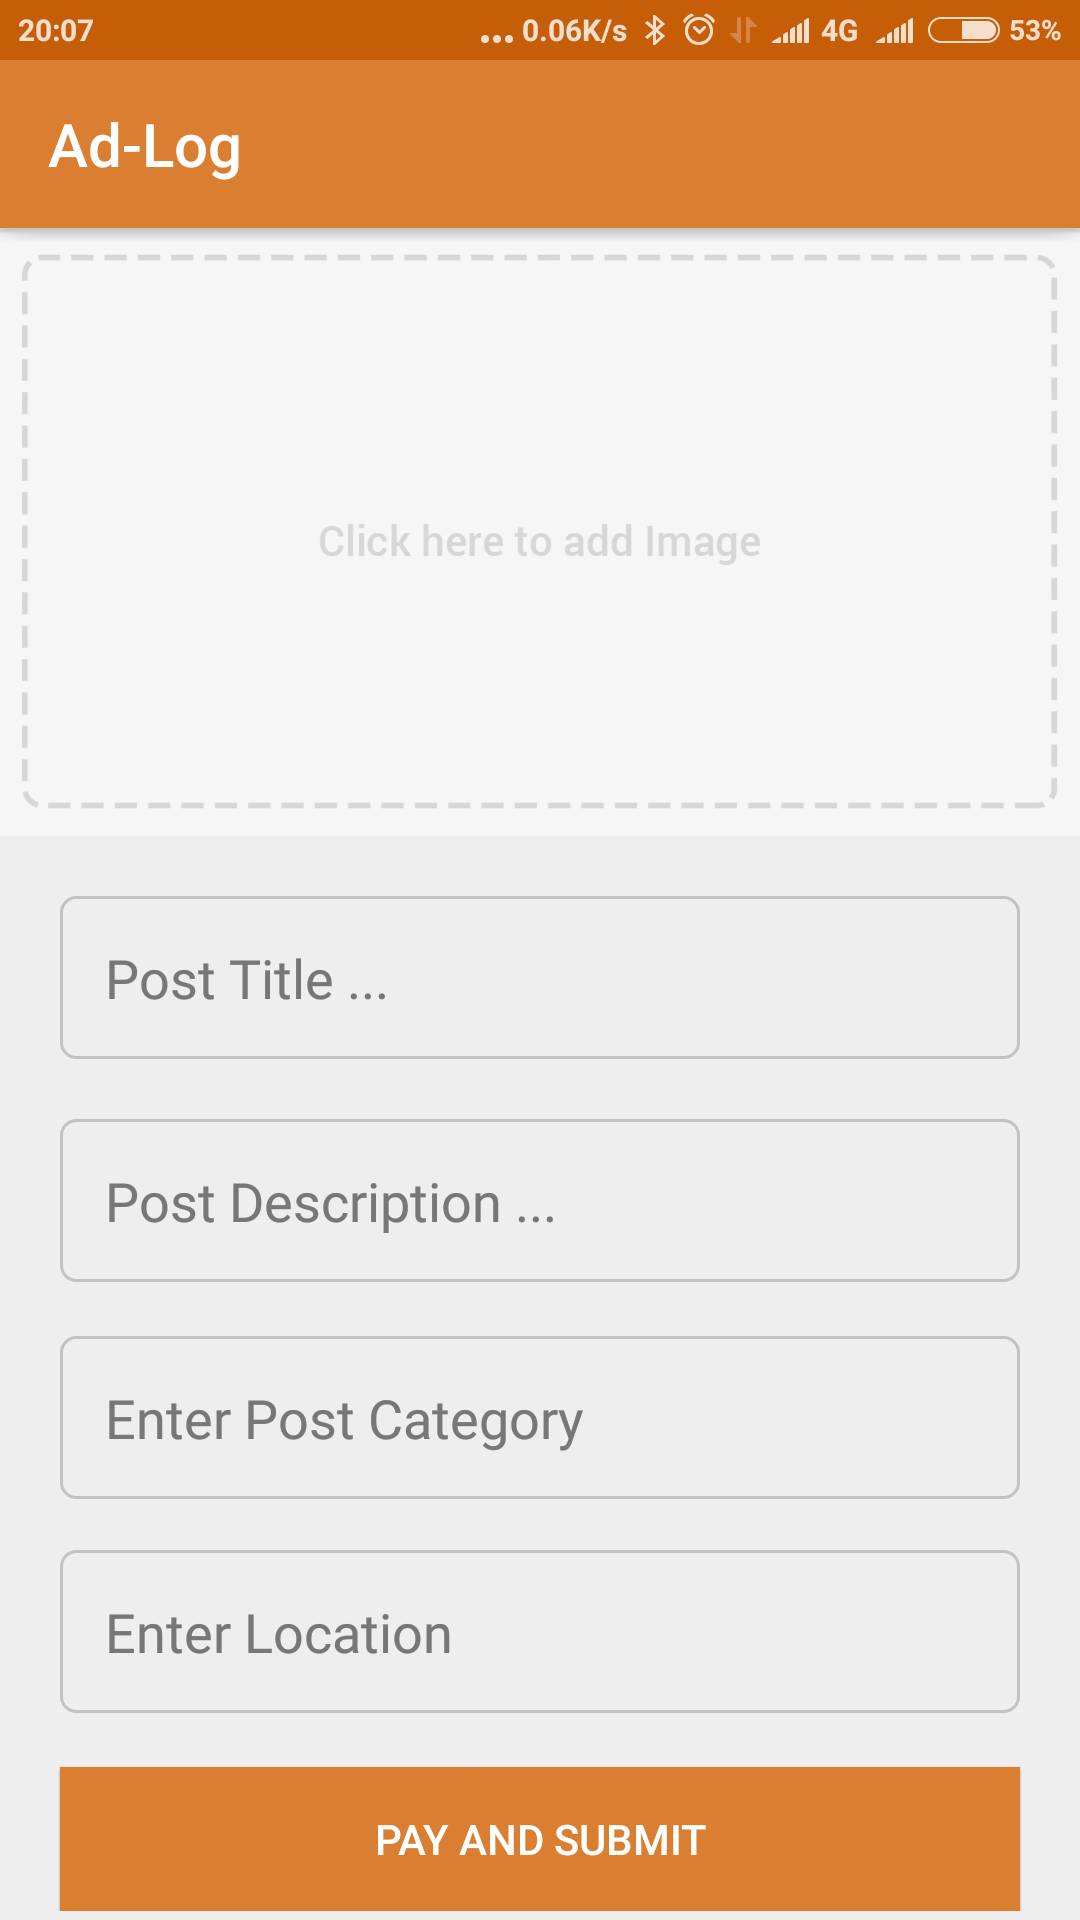 20:07 ... 0.06K/s 4G 53%
Ad-Log
Click here to add Image
Post Title ...
Post Description ...
Enter Post Category
Enter Location
PAY AND SUBMIT